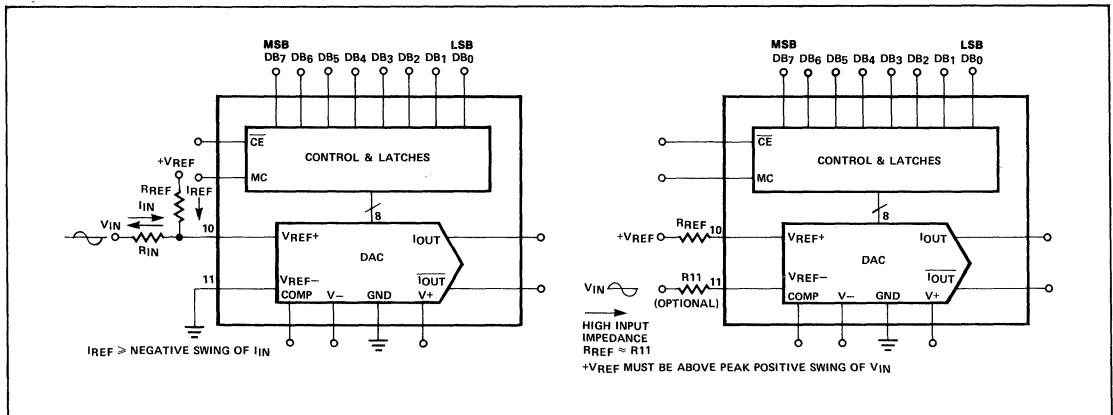 MSB LSB
DB7 DB6 DB5 DB4 DB3 DB2 DB1 DB0
CE
CONTROL & LATCHES
MC
+VREF
RREF IREF
IIN
VIN
RIN
8
10
VREF+
IOUT
DAC
11
VREF−
IOUT
COMP V− GND V+
IREF ⩾ NEGATIVE SWING OF IIN
MSB LSB
DB7 DB6 DB5 DB4 DB3 DB2 DB1 DB0
CE
CONTROL & LATCHES
MC
8
+VREF
RREF
10
VREF+
IOUT
DAC
VIN
R11
(OPTIONAL)
11
VREF−
IOUT
COMP V− GND V+
HIGH INPUT
IMPEDANCE
RREF ≈ R11
+VREF MUST BE ABOVE PEAK POSITIVE SWING OF VIN